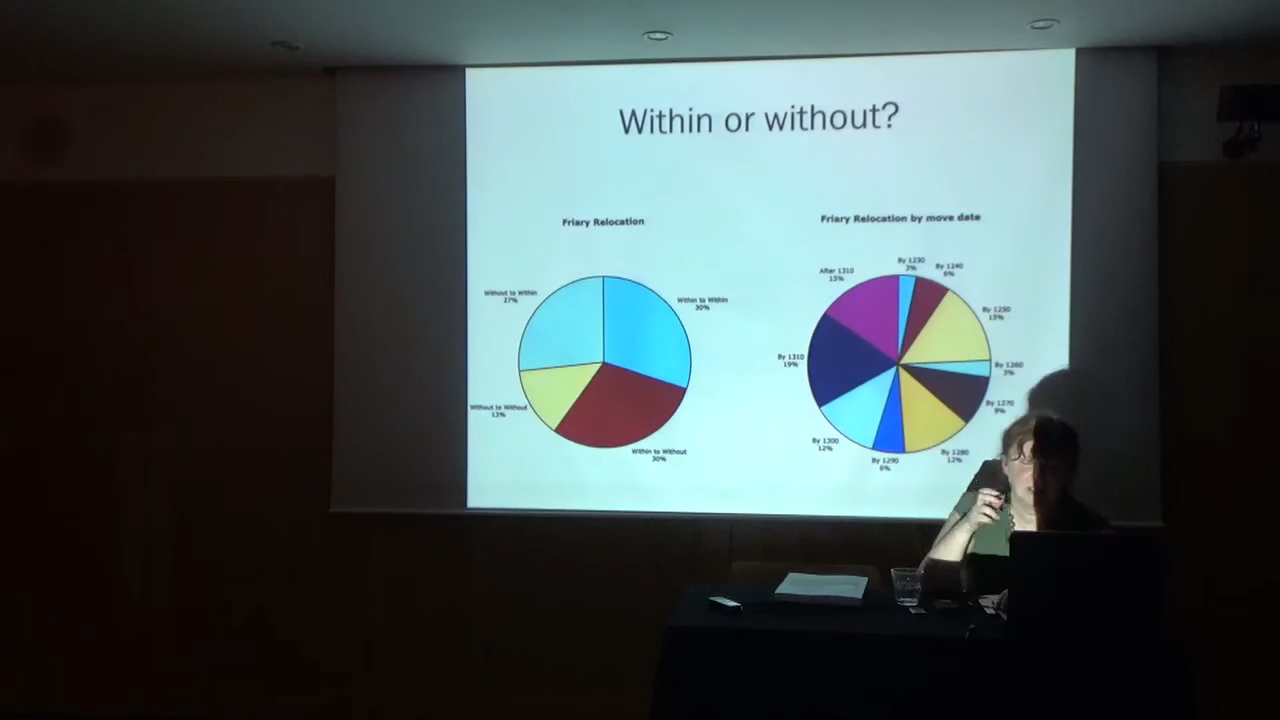 Within or without?
Friary Relocation
Without to Within
27%
Within to Within
30%
Without to Without
13%
Within to Without
30%
Friary Relocation by move date
By 1230
3%
By 1240
6%
By 1250
15%
By 1260
3%
By 1270
9%
By 1280
12%
By 1290
6%
By 1300
12%
By 1310
19%
After 1310
15%